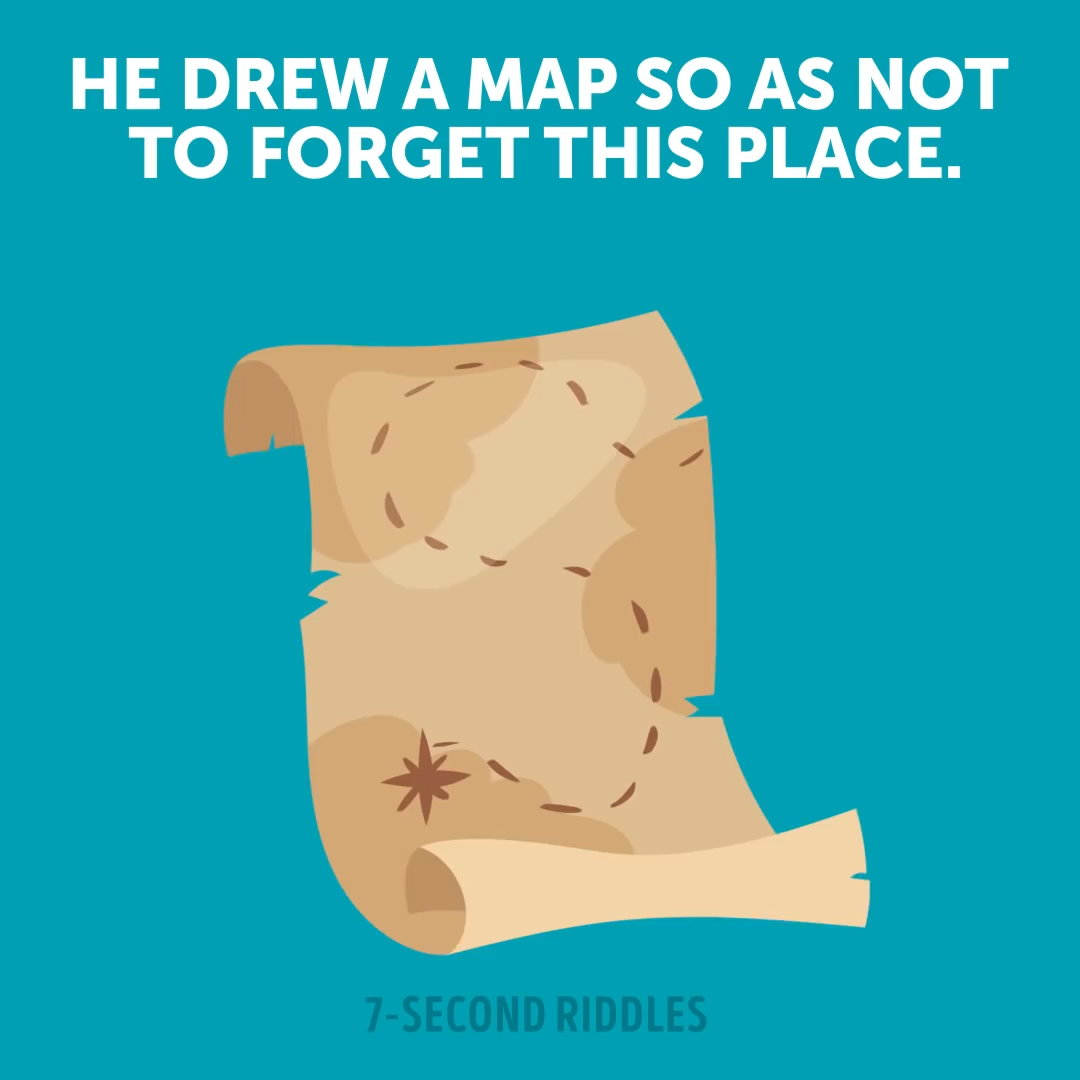 HE DREW A MAP SO AS NOT
TO FORGET THIS PLACE.
7-SECOND RIDDLES